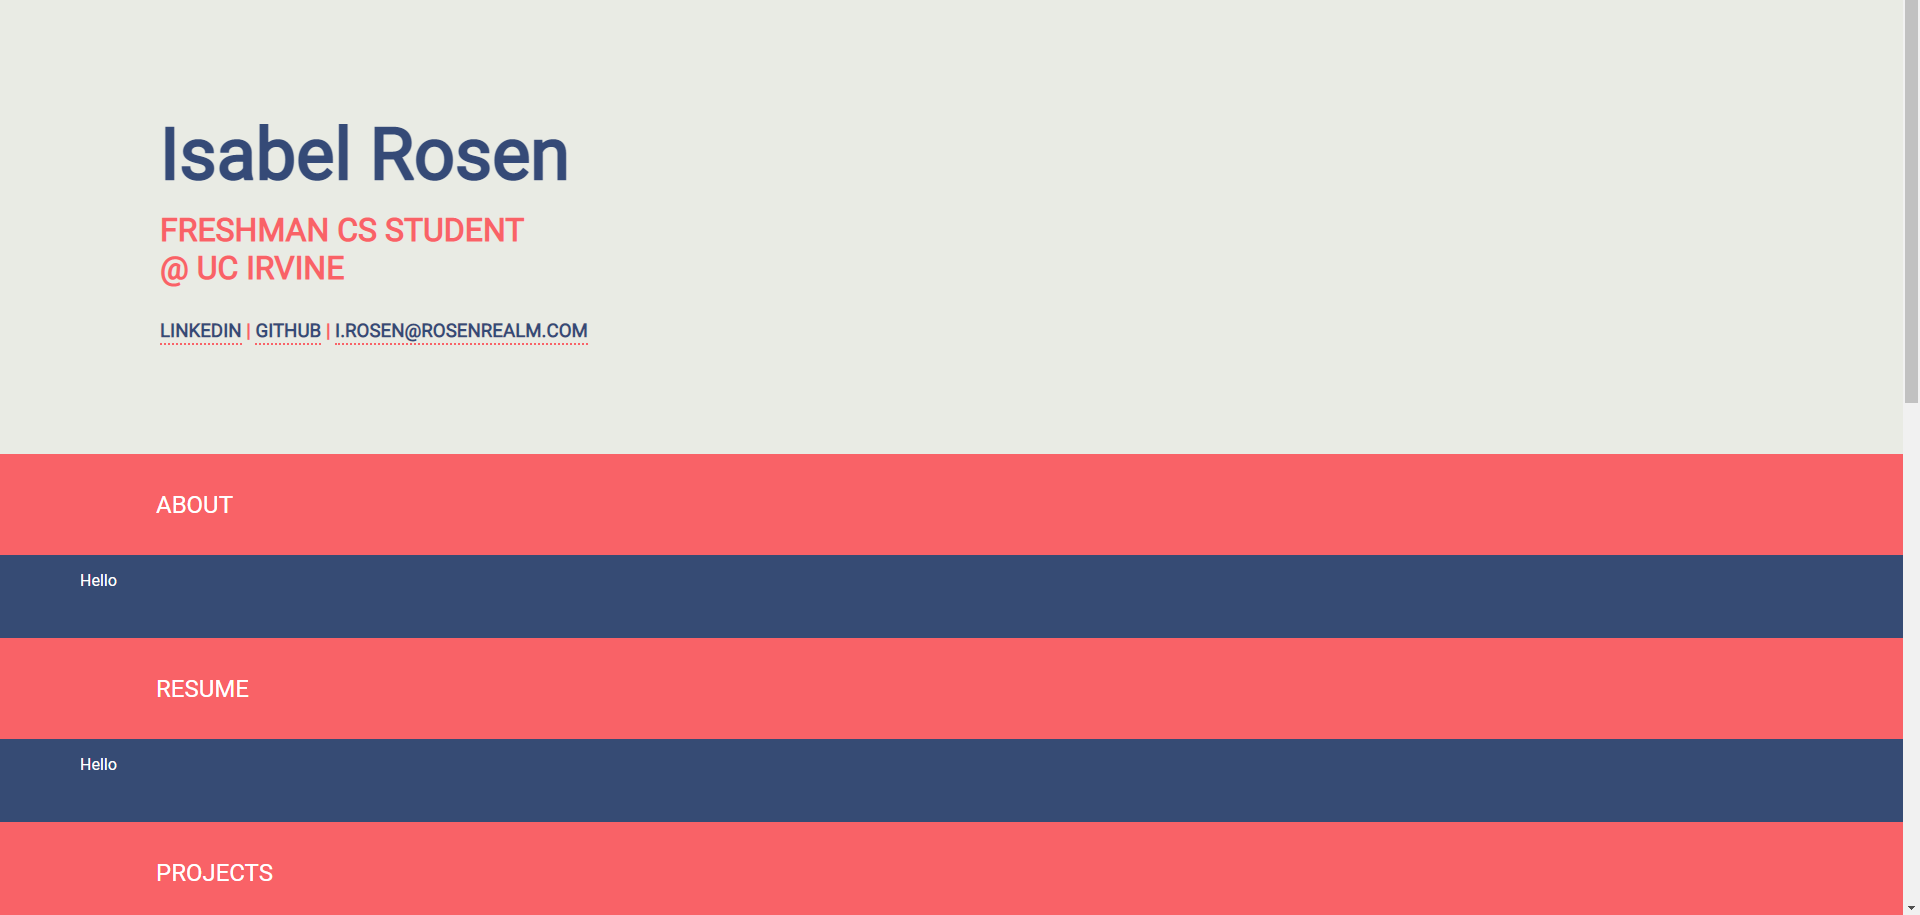 Isabel Rosen
FRESHMAN CS STUDENT
@ UC IRVINE
LINKEDIN | GITHUB | I.ROSEN@ROSENREALM.COM
ABOUT
Hello
RESUME
Hello
PROJECTS